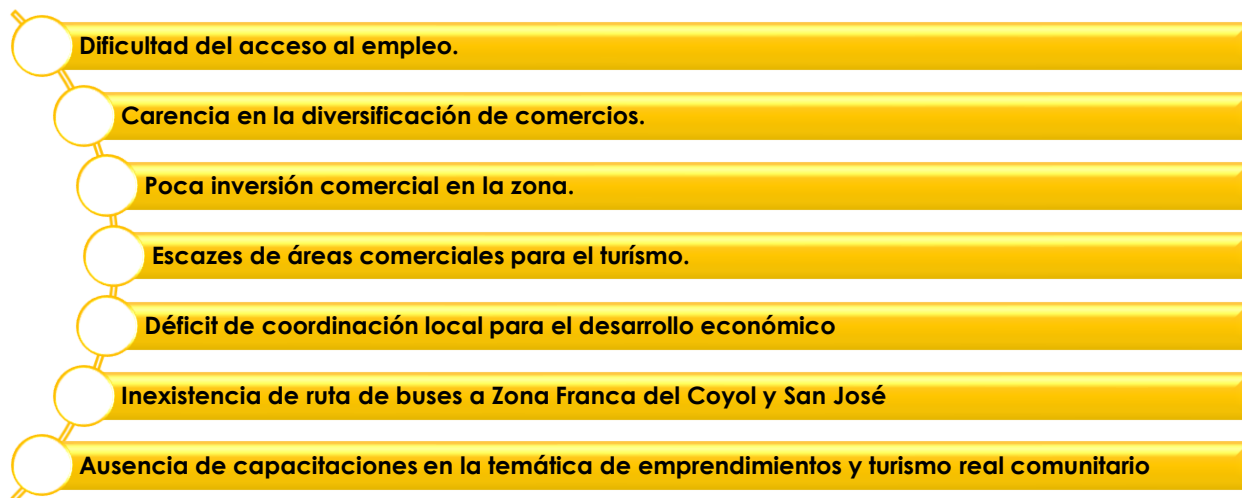 Dificultad del acceso al empleo.
Carencia en la diversificación de comercios.
Poca inversión comercial en la zona.
Escazes de áreas comerciales para el turísmo.
Déficit de coordinación local para el desarrollo económico
Inexistencia de ruta de buses a Zona Franca del Coyol y San José
Ausencia de capacitaciones en la temática de emprendimientos y turismo real comunitario